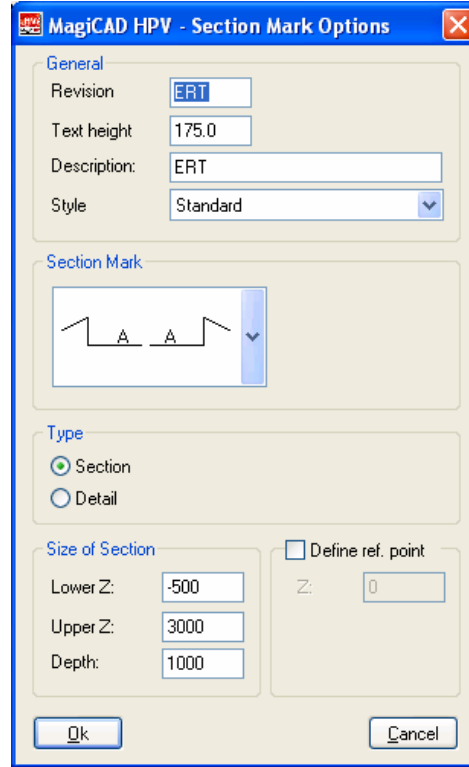 MagiCAD HPV - Section Mark Options
General
Revision ERT
Text height 175.0
Description: ERT
Style Standard
Section Mark
A A
Type
Section
Detail
Size of Section
Lower Z: -500
Upper Z: 3000
Depth: 1000
Define ref. point
Z: 0
Ok Cancel